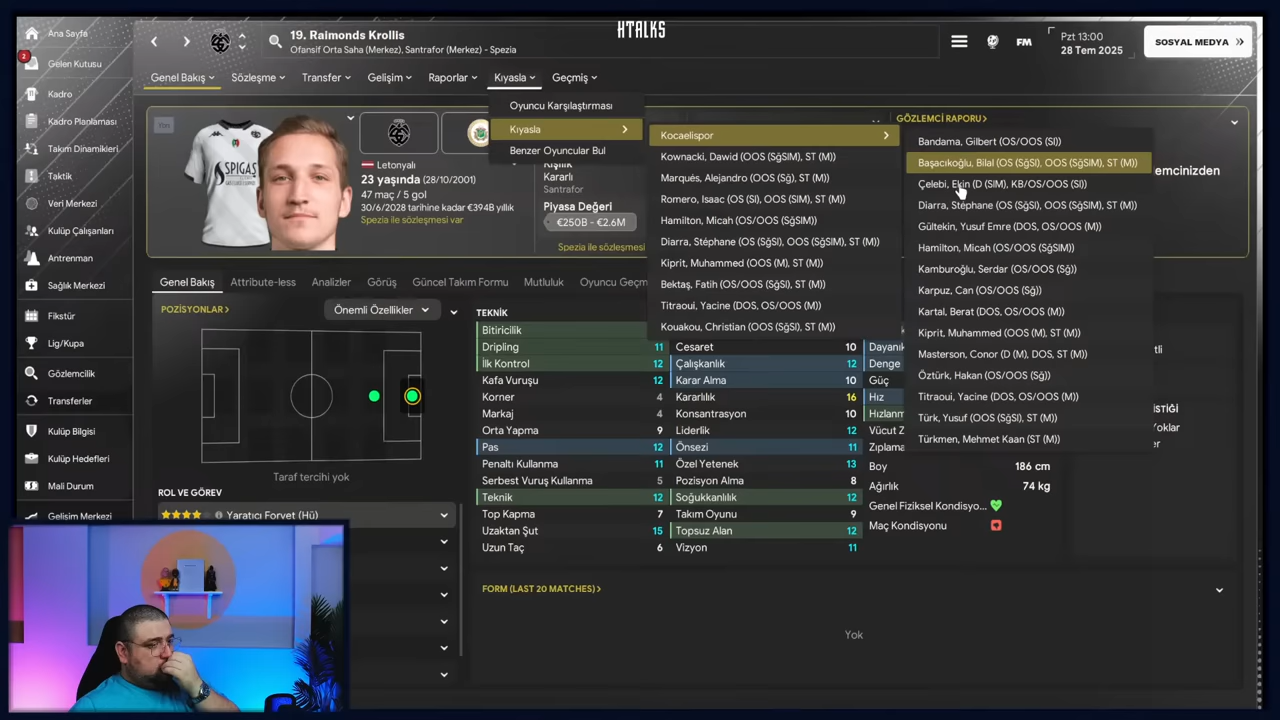 HTALKS
Ana Sayfa
2
Gelen Kutusu
Kadro
Kadro Planlaması
Takım Dinamikleri
Taktik
Veri Merkezi
Kulüp Çalışanları
Antrenman
Sağlık Merkezi
Fikstür
Lig/Kupa
Gözlemcilik
Transferler
Kulüp Bilgisi
Kulüp Hedefleri
Mali Durum
Gelişim Merkezi
19. Raimonds Krollis
Ofansif Orta Saha (Merkez), Santrafor (Merkez) - Spezia
FM
Pzt 13:00
28 Tem 2025
SOSYAL MEDYA
Genel Bakış
Sözleşme
Transfer
Gelişim
Raporlar
Kıyasla
Geçmiş
Oyuncu Karşılaştırması
Kıyasla
Benzer Oyuncular Bul
Kocaelispor
Kownacki, Dawid (OOS (SğSlM), ST (M))
Marqués, Alejandro (OOS (Sğ), ST (M))
Romero, Isaac (OS (Sl), OOS (SlM), ST (M))
Hamilton, Micah (OOS (SğSlM))
Diarra, Stéphane (OS (SğSl), OOS (SğSlM), ST (M))
Kiprit, Muhammed (OOS (M), ST (M))
Bektaş, Fatih (OOS (SğSl), ST (M))
Titraoui, Yacine (DOS, OS/OOS (M))
Kouakou, Christian (OOS (SğSl), ST (M))
GÖZLEMCİ RAPORU
Bandama, Gilbert (OS/OOS (Sl))
Başacıkoğlu, Bilal (OS (SğSl), OOS (SğSlM), ST (M))
Çelebi, Ekin (D (SlM), KB/OS/OOS (Sl))
Diarra, Stéphane (OS (SğSl), OOS (SğSlM), ST (M))
Gültekin, Yusuf Emre (DOS, OS/OOS (M))
Hamilton, Micah (OS/OOS (SğSlM))
Kamburoğlu, Serdar (OS/OOS (Sğ))
Karpuz, Can (OS/OOS (Sğ))
Kartal, Berat (DOS, OS/OOS (M))
Kiprit, Muhammed (OOS (M), ST (M))
Masterson, Conor (D (M), DOS, ST (M))
Öztürk, Hakan (OS/OOS (Sğ))
Titraoui, Yacine (DOS, OS/OOS (M))
Türk, Yusuf (OOS (SğSl), ST (M))
Türkmen, Mehmet Kaan (ST (M))
emcinizden
SPIGAS
Letonyalı
23 yaşında (28/10/2001)
47 maç / 5 gol
30/6/2028 tarihine kadar €394B yıllık
Spezia ile sözleşmesi var
Kişilik
Kararlı
Santrafor
Piyasa Değeri
€250B - €2.6M
Spezia ile sözleşmesi
Genel Bakış
Attribute-less
Analizler
Görüş
Güncel Takım Formu
Mutluluk
Oyuncu Geçm
POZİSYONLAR
Önemli Özellikler
Taraf tercihi yok
ROL VE GÖREV
Yaratıcı Forvet (Hü)
TEKNİK
Bitiricilik
Dripling 11
İlk Kontrol 12
Kafa Vuruşu 12
Korner 4
Markaj 4
Orta Yapma 9
Pas 12
Penaltı Kullanma 11
Serbest Vuruş Kullanma 5
Teknik 12
Top Kapma 7
Uzaktan Şut 15
Uzun Taç 6
Cesaret 10
Çalışkanlık 12
Karar Alma 10
Kararlılık 16
Konsantrasyon 10
Liderlik 12
Önsezi 11
Özel Yetenek 13
Pozisyon Alma 8
Soğukkanlılık 12
Takım Oyunu 9
Topsuz Alan 12
Vizyon 11
Dayanık
Denge
Güç
Hız
Hızlanm
Vücut Z
Zıplama
Boy 186 cm
Ağırlık 74 kg
Genel Fiziksel Kondisyo...
Maç Kondisyonu
Yoklar
FORM (LAST 20 MATCHES)
Yok